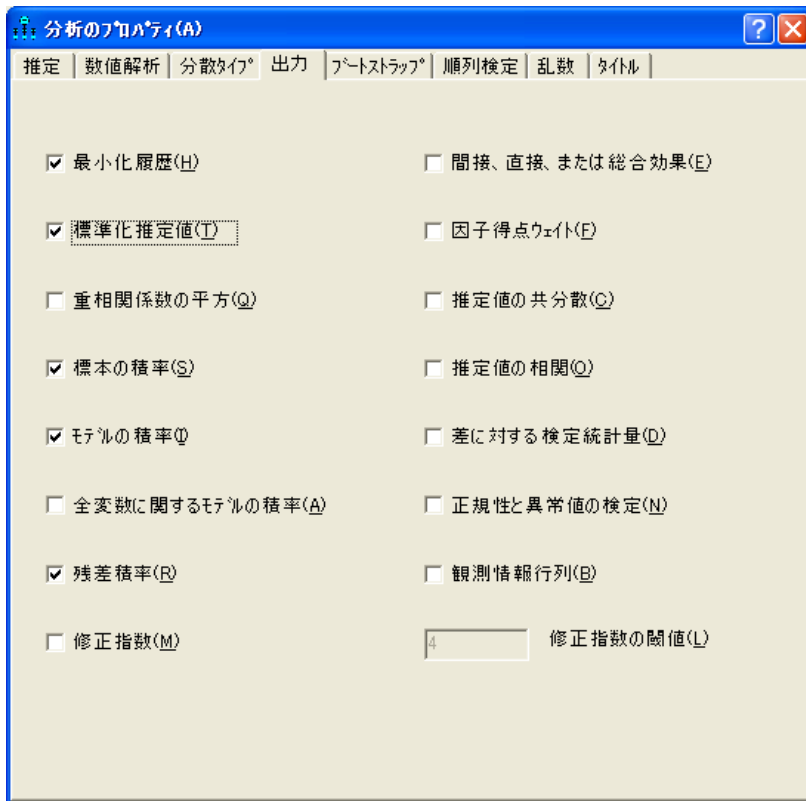 分析のﾌﾟﾛﾊﾟﾃｨ(A)
推定 数値解析 分散ﾀｲﾌﾟ 出力 ﾌﾞｰﾄｽﾄﾗｯﾌﾟ 順列検定 乱数 ﾀｲﾄﾙ
最小化履歴(H)
間接、直接、または総合効果(E)
標準化推定値(T)
因子得点ｳｪｲﾄ(F)
重相関係数の平方(Q)
推定値の共分散(C)
標本の積率(S)
推定値の相関(O)
ﾓﾃﾞﾙの積率(I)
差に対する検定統計量(D)
全変数に関するﾓﾃﾞﾙの積率(A)
正規性と異常値の検定(N)
残差積率(R)
観測情報行列(B)
修正指数(M)
4 修正指数の閾値(L)